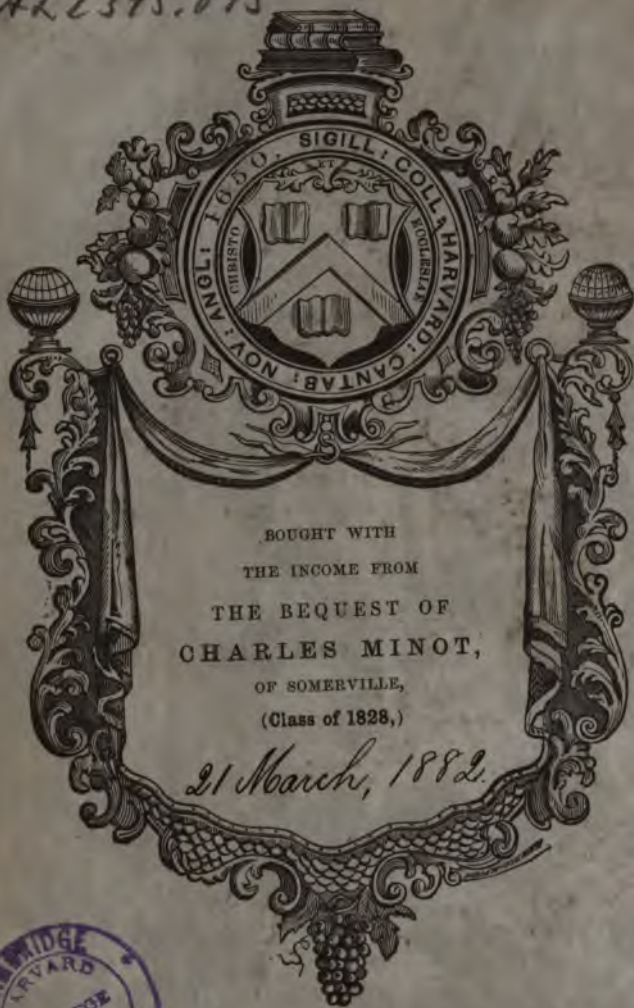 SIGILL: COLL: HARVARD: CANTAB: NOV: ANGL: 1650.
ET
CHRISTO
ECCLESIAE
BOUGHT WITH
THE INCOME FROM
THE BEQUEST OF
CHARLES MINOT,
OF SOMERVILLE,
(Class of 1828,)
21 March, 1882.
HARVARD